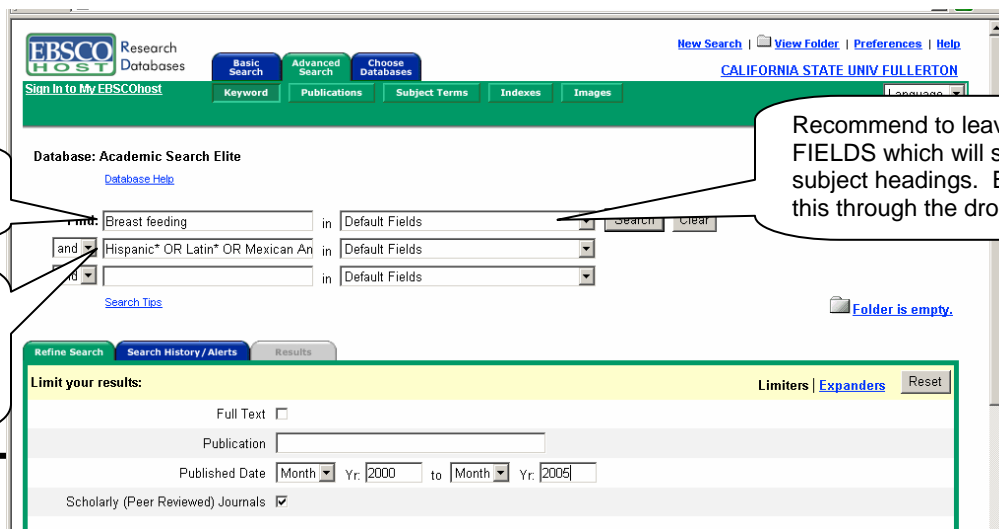 New Search | View Folder | Preferences | Help
EBSCO Research
HOST Databases
Basic Search
Advanced Search
Choose Databases
CALIFORNIA STATE UNIV FULLERTON
Sign In to My EBSCOhost
Keyword Publications Subject Terms Indexes Images
Language
Recommend to leav
FIELDS which will s
subject headings. E
this through the dro
Database: Academic Search Elite
Database Help
Find: Breast feeding in Default Fields Search Clear
and Hispanic* OR Latin* OR Mexican Am in Default Fields
and in Default Fields
Search Tips
Folder is empty.
Refine Search Search History/Alerts Results
Limit your results: Limiters | Expanders Reset
Full Text
Publication
Published Date Month Yr: 2000 to Month Yr: 2005
Scholarly (Peer Reviewed) Journals